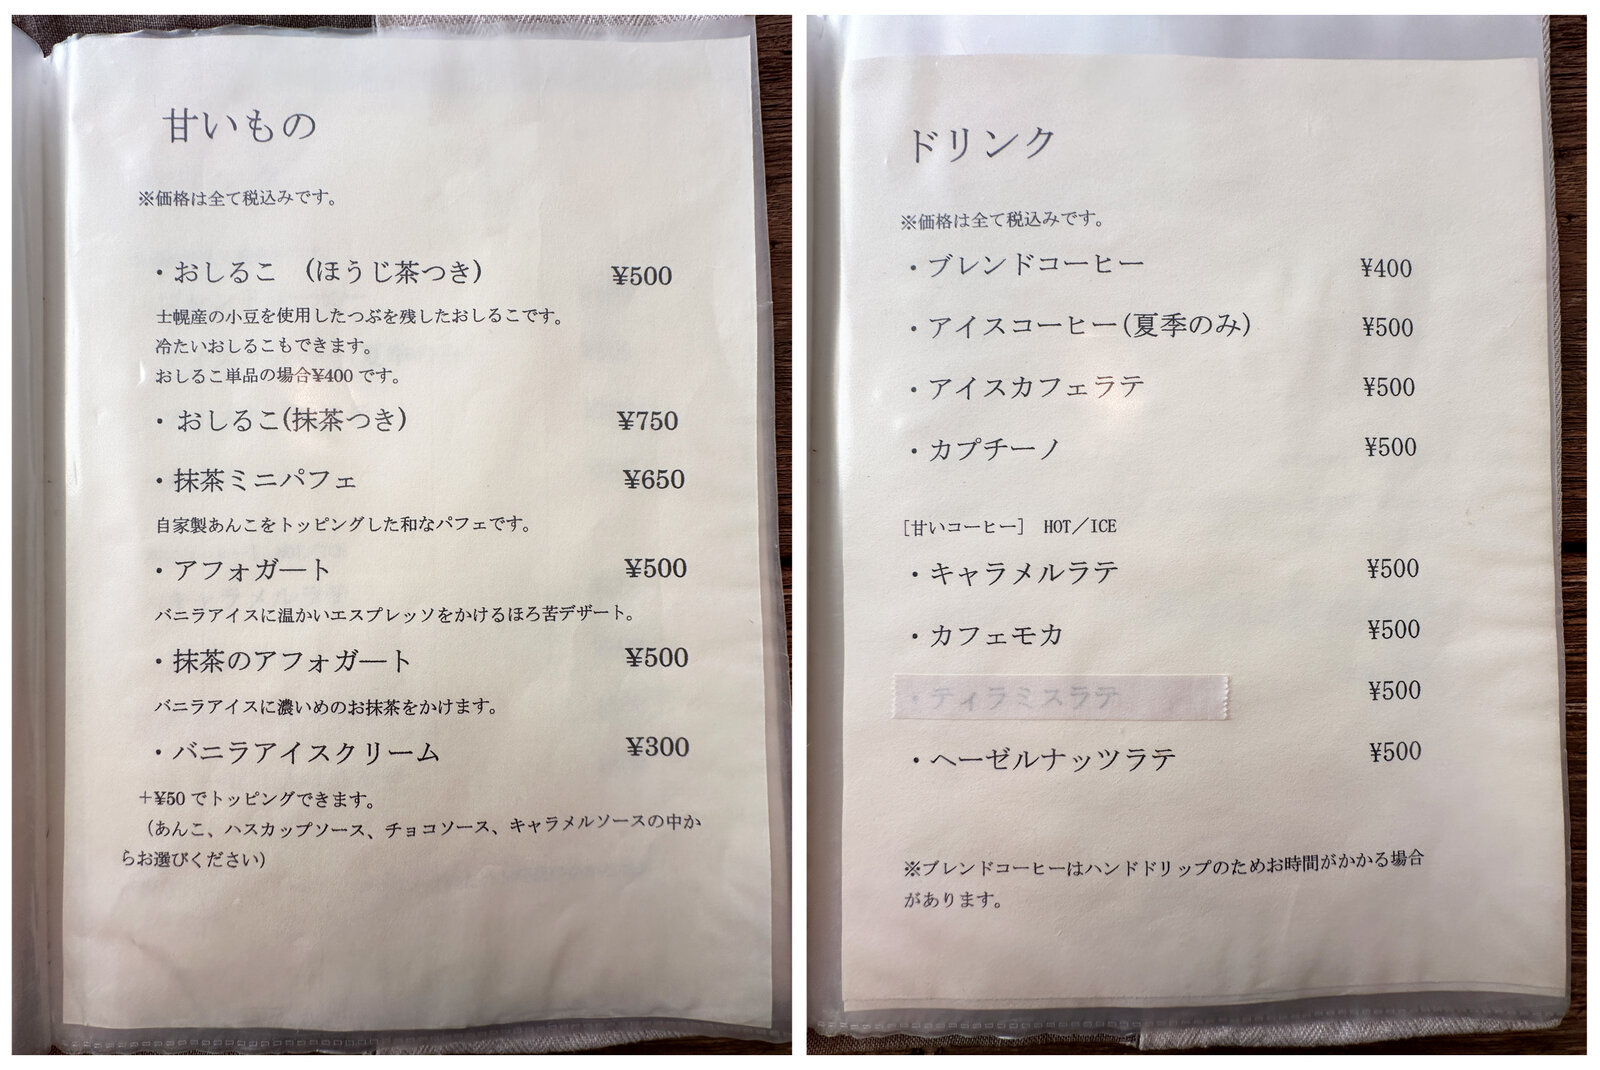 甘いもの
※価格は全て税込みです。
・おしるこ　(ほうじ茶つき) ¥500
士幌産の小豆を使用したつぶを残したおしるこです。
冷たいおしるこもできます。
おしるこ単品の場合¥400 です。
・おしるこ(抹茶つき) ¥750
・抹茶ミニパフェ ¥650
自家製あんこをトッピングした和なパフェです。
・アフォガート ¥500
バニラアイスに温かいエスプレッソをかけるほろ苦デザート。
・抹茶のアフォガート ¥500
バニラアイスに濃いめのお抹茶をかけます。
・バニラアイスクリーム ¥300
＋¥50 でトッピングできます。
（あんこ、ハスカップソース、チョコソース、キャラメルソースの中か
らお選びください）
ドリンク
※価格は全て税込みです。
・ブレンドコーヒー ¥400
・アイスコーヒー(夏季のみ) ¥500
・アイスカフェラテ ¥500
・カプチーノ ¥500
［甘いコーヒー］　HOT／ICE
・キャラメルラテ ¥500
・カフェモカ ¥500
・ティラミスラテ ¥500
・ヘーゼルナッツラテ ¥500
※ブレンドコーヒーはハンドドリップのためお時間がかかる場合
があります。